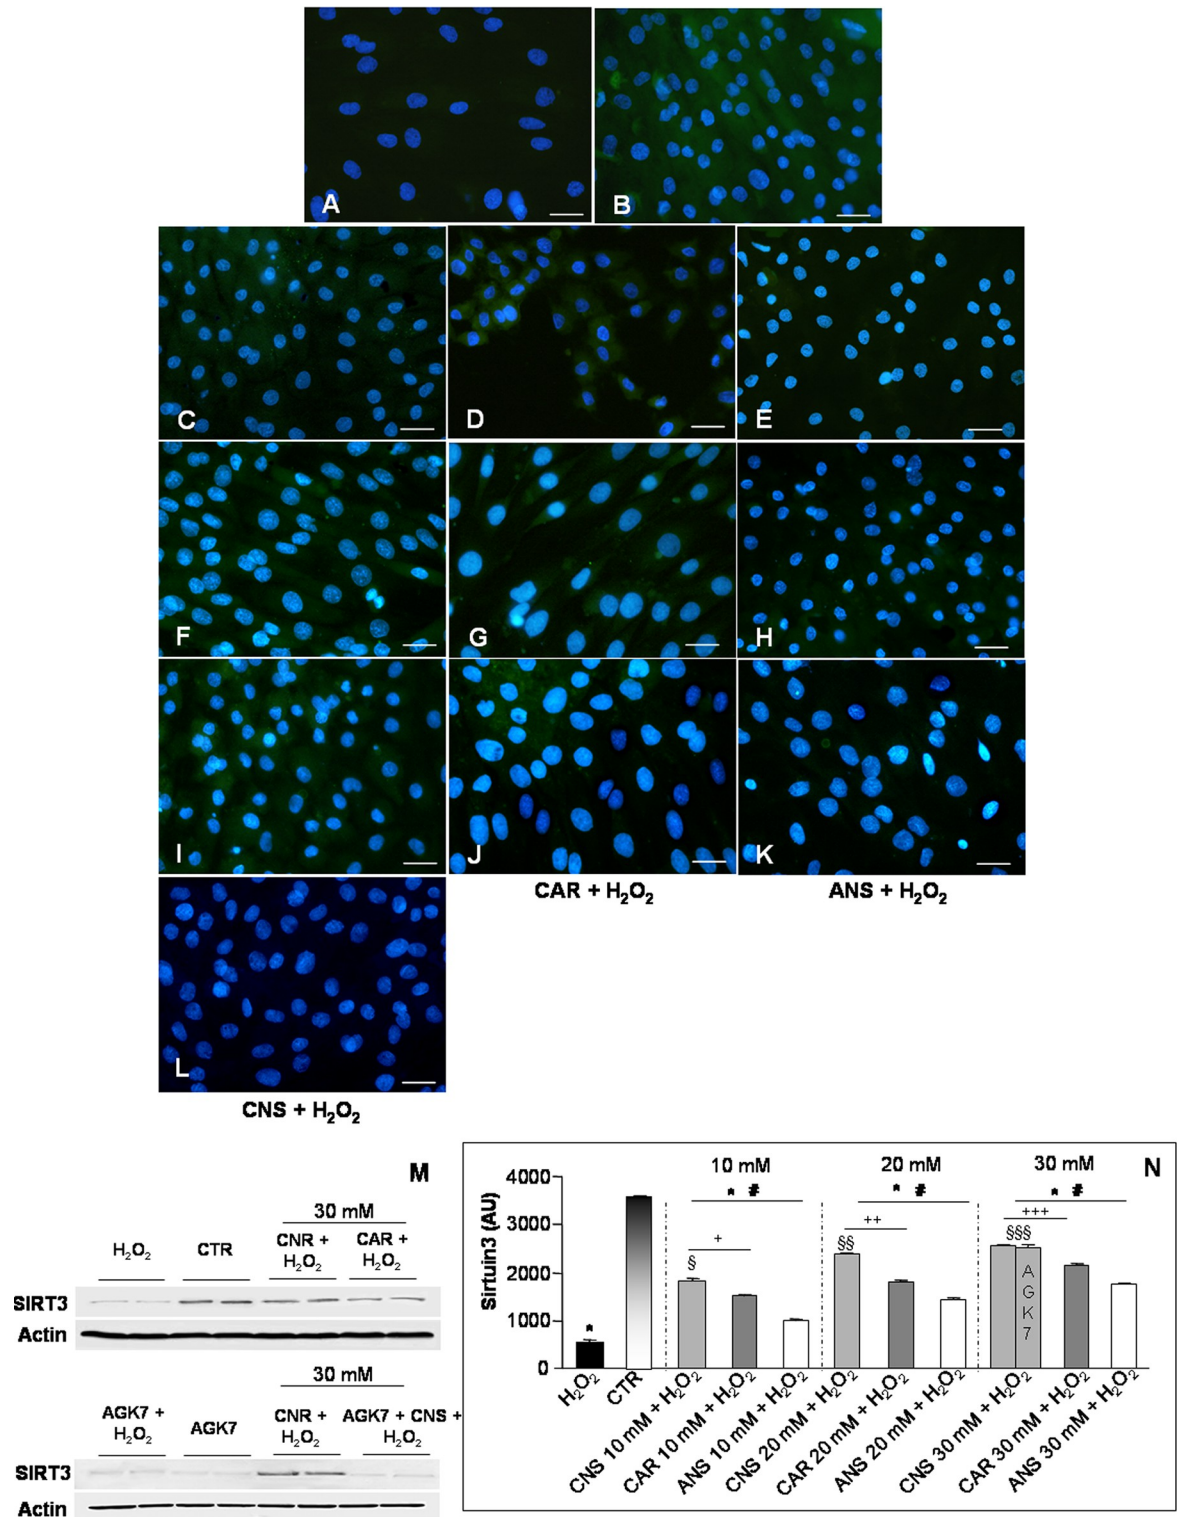 A
B
C
D
E
F
G
H
I
J
K
CAR + H₂O₂
ANS + H₂O₂
L
CNS + H₂O₂
M
30 mM
H₂O₂
CTR
CNR + H₂O₂
CAR + H₂O₂
SIRT3
Actin
30 mM
AGK7 + H₂O₂
AGK7
CNR + H₂O₂
AGK7 + CNS + H₂O₂
SIRT3
Actin
N
10 mM
20 mM
30 mM
* #
* #
* #
+
++
+++
§
§§
§§§
*
AGK7
Sirtuin3 (AU)
4000
3000
2000
1000
0
H₂O₂
CTR
CNS 10 mM + H₂O₂
CAR 10 mM + H₂O₂
ANS 10 mM + H₂O₂
CNS 20 mM + H₂O₂
CAR 20 mM + H₂O₂
ANS 20 mM + H₂O₂
CNS 30 mM + H₂O₂
CAR 30 mM + H₂O₂
ANS 30 mM + H₂O₂